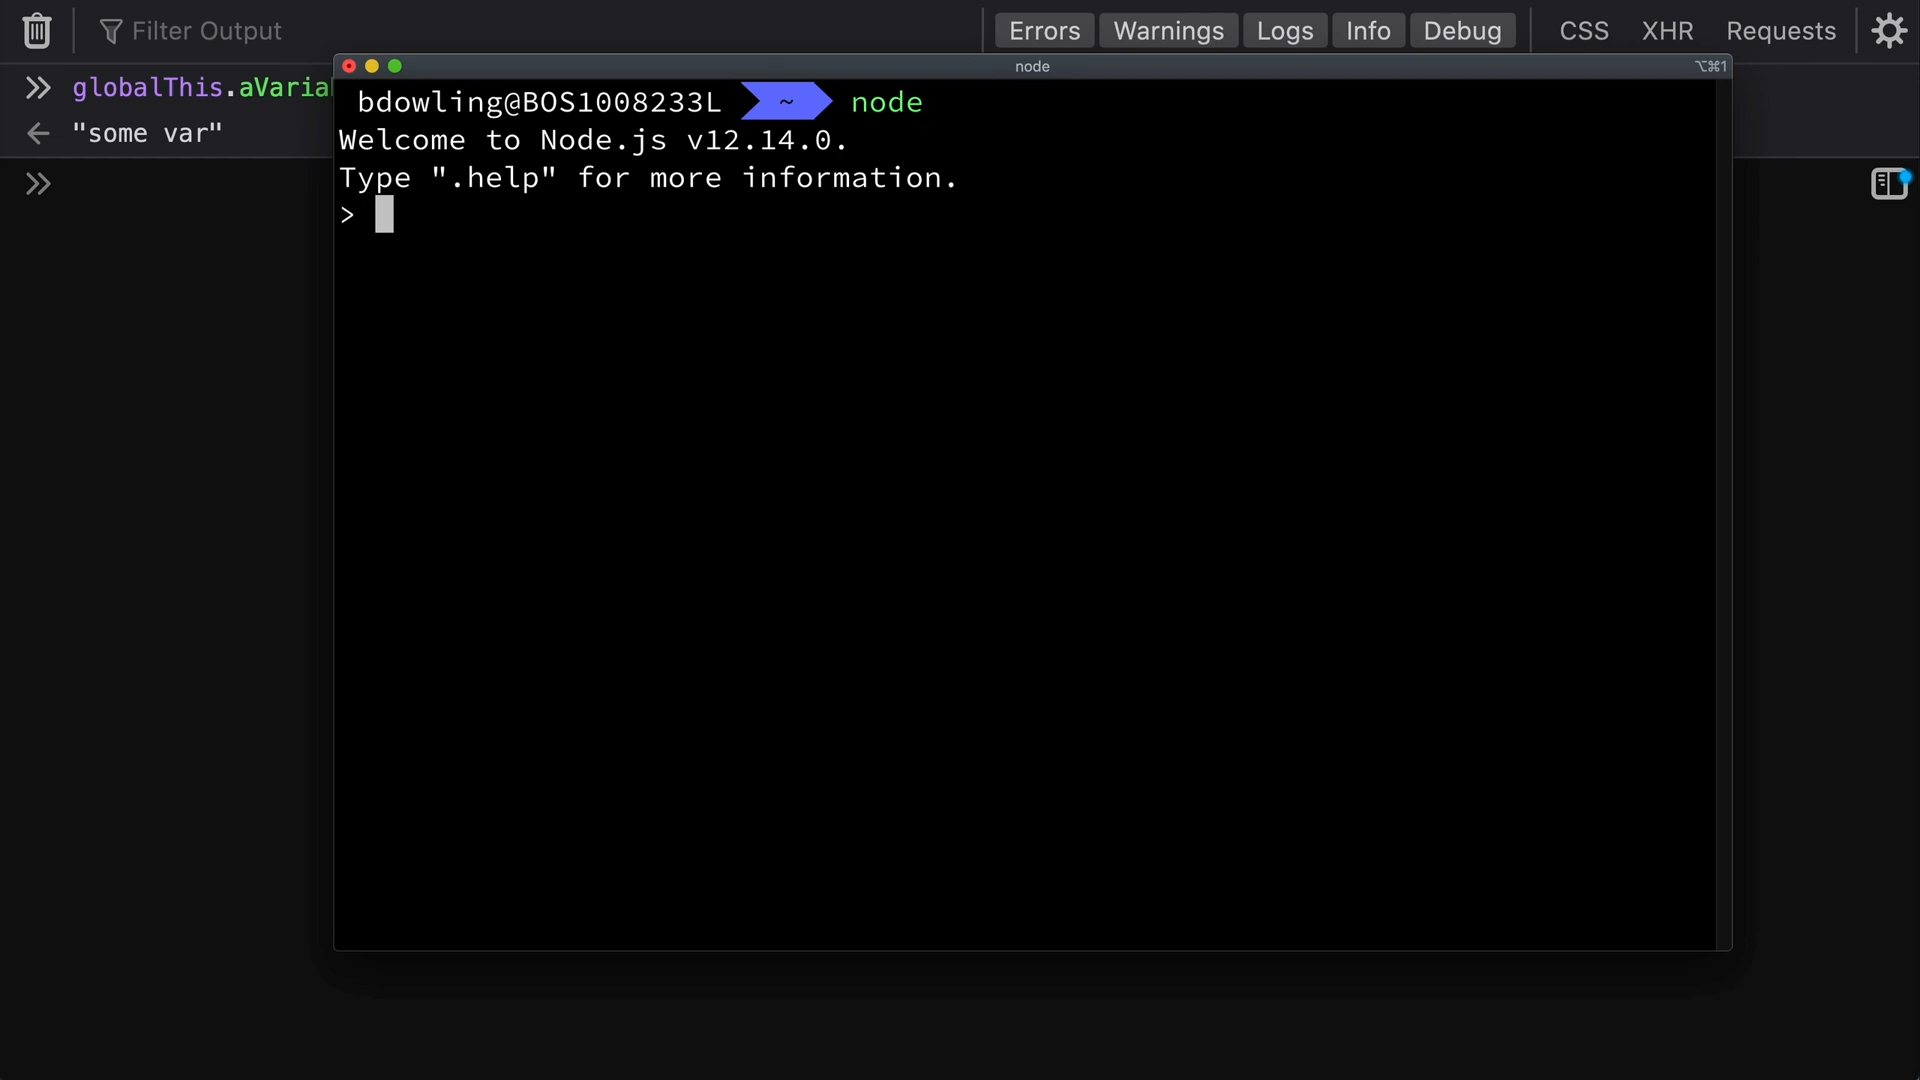 Filter Output
Errors Warnings Logs Info Debug CSS XHR Requests
node
⌥⌘1
>> globalThis.aVaria
"some var"
>>
bdowling@BOS1008233L ~ node
Welcome to Node.js v12.14.0.
Type ".help" for more information.
>